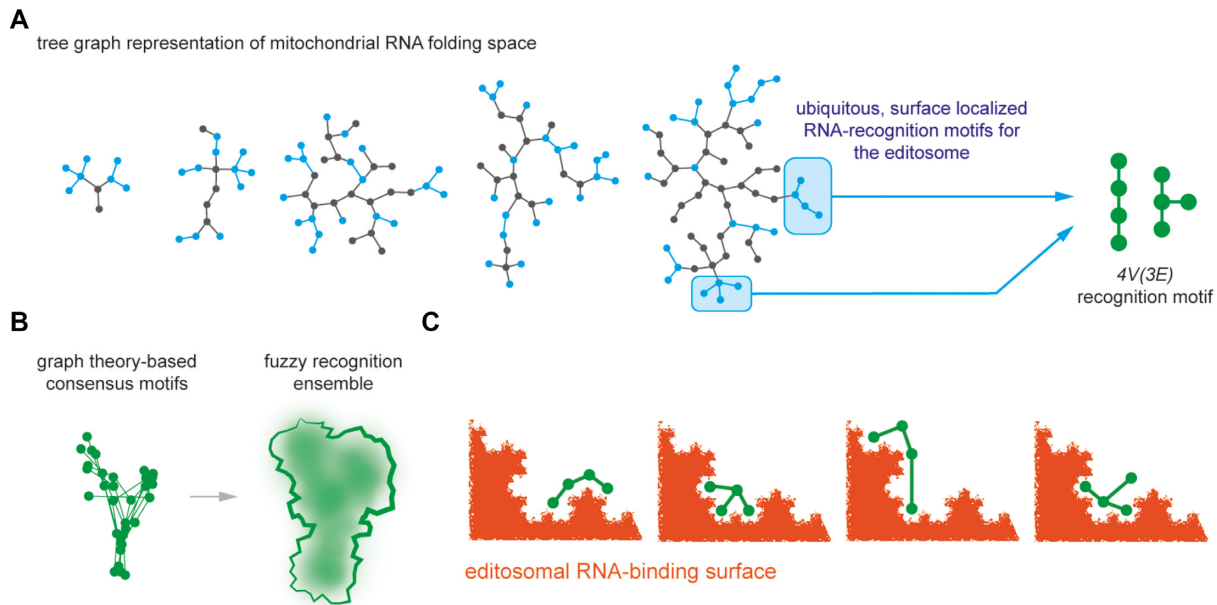 A
tree graph representation of mitochondrial RNA folding space
ubiquitous, surface localized
RNA-recognition motifs for
the editosome
4V(3E)
recognition motif
B
graph theory-based
consensus motifs
fuzzy recognition
ensemble
C
editosomal RNA-binding surface